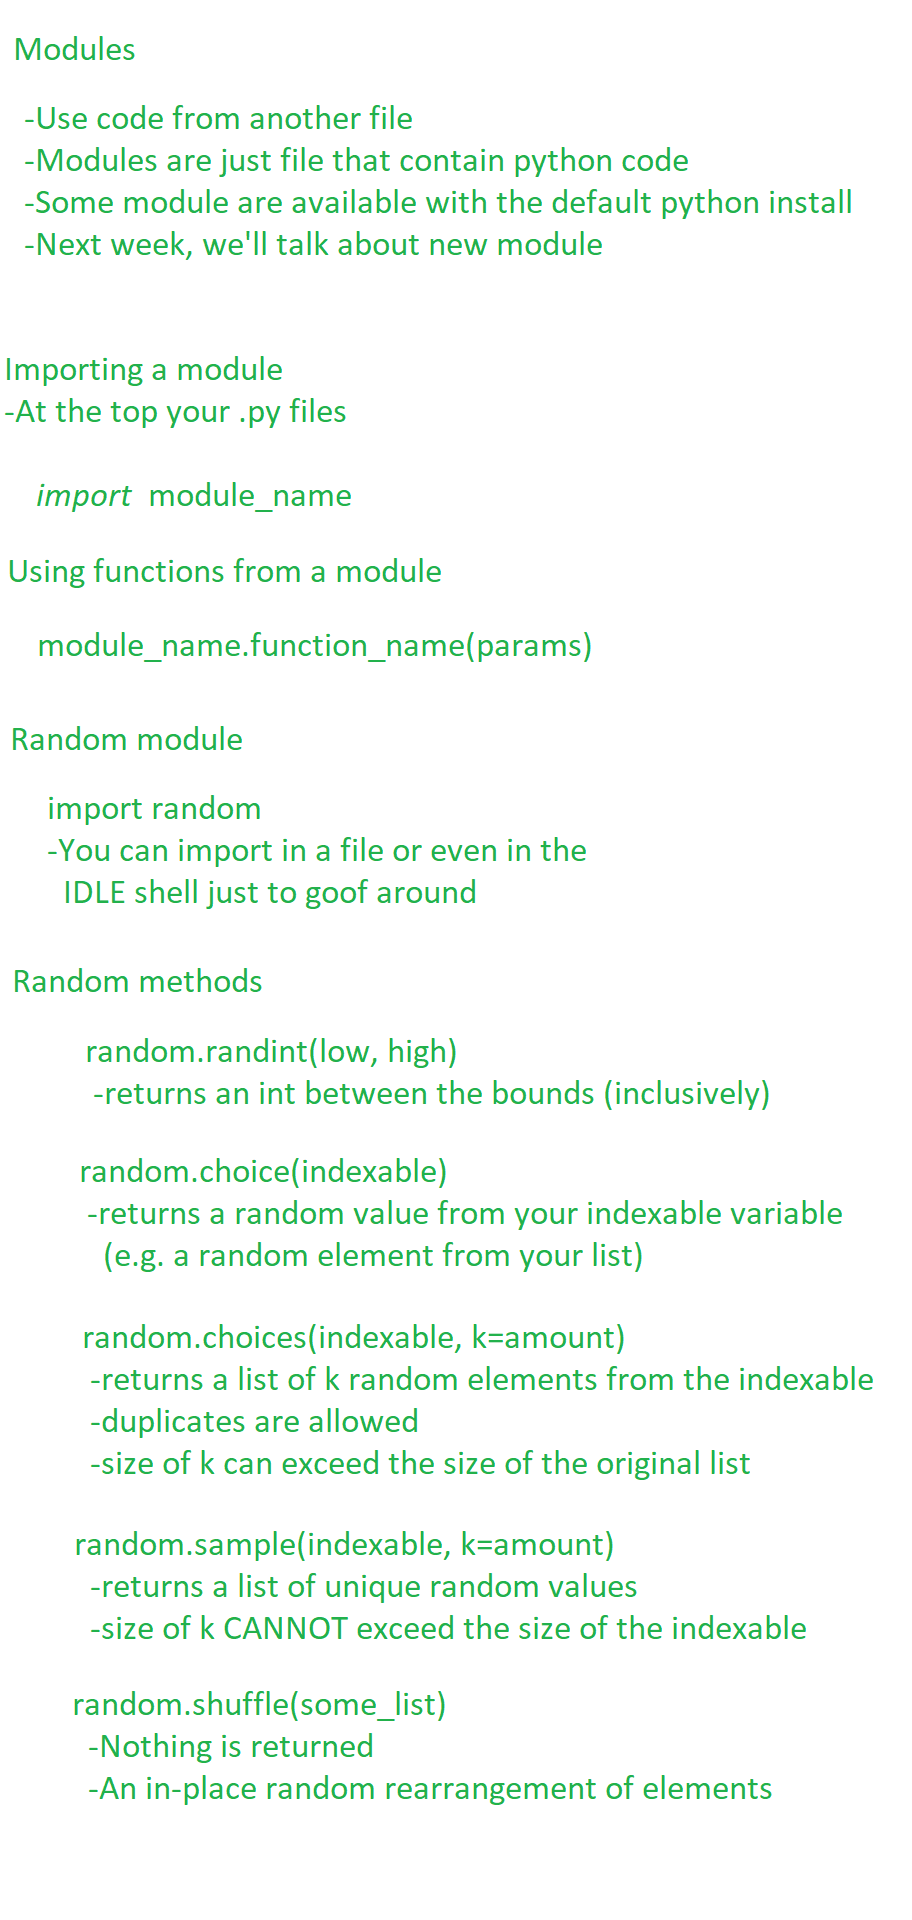 Modules
-Use code from another file
-Modules are just file that contain python code
-Some module are available with the default python install
-Next week, we'll talk about new module
Importing a module
-At the top your .py files
import module_name
Using functions from a module
module_name.function_name(params)
Random module
import random
-You can import in a file or even in the
IDLE shell just to goof around
Random methods
random.randint(low, high)
-returns an int between the bounds (inclusively)
random.choice(indexable)
-returns a random value from your indexable variable
(e.g. a random element from your list)
random.choices(indexable, k=amount)
-returns a list of k random elements from the indexable
-duplicates are allowed
-size of k can exceed the size of the original list
random.sample(indexable, k=amount)
-returns a list of unique random values
-size of k CANNOT exceed the size of the indexable
random.shuffle(some_list)
-Nothing is returned
-An in-place random rearrangement of elements